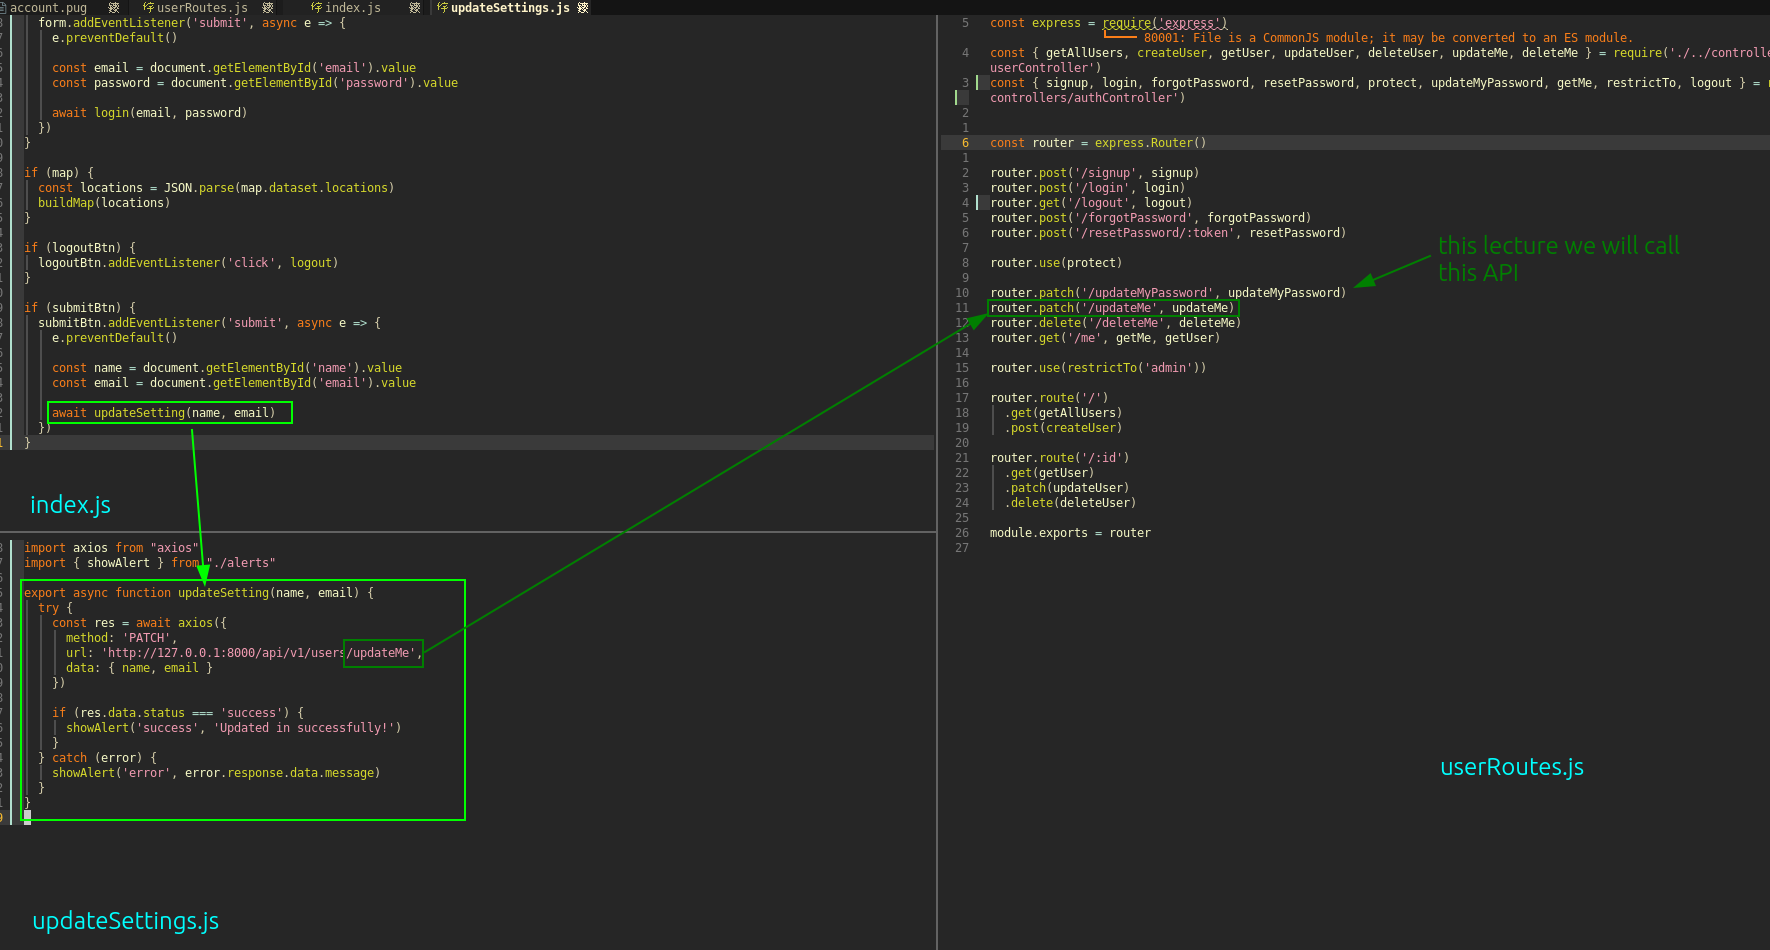 account.pug
userRoutes.js
index.js
updateSettings.js
form.addEventListener('submit', async e => {
e.preventDefault()
const email = document.getElementById('email').value
const password = document.getElementById('password').value
await login(email, password)
})
}
if (map) {
const locations = JSON.parse(map.dataset.locations)
buildMap(locations)
}
if (logoutBtn) {
logoutBtn.addEventListener('click', logout)
}
if (submitBtn) {
submitBtn.addEventListener('submit', async e => {
e.preventDefault()
const name = document.getElementById('name').value
const email = document.getElementById('email').value
await updateSetting(name, email)
})
}
index.js
import axios from "axios"
import { showAlert } from "./alerts"
export async function updateSetting(name, email) {
try {
const res = await axios({
method: 'PATCH',
url: 'http://127.0.0.1:8000/api/v1/users/updateMe',
data: { name, email }
})
if (res.data.status === 'success') {
showAlert('success', 'Updated in successfully!')
}
} catch (error) {
showAlert('error', error.response.data.message)
}
}
updateSettings.js
5 const express = require('express')
80001: File is a CommonJS module; it may be converted to an ES module.
4 const { getAllUsers, createUser, getUser, updateUser, deleteUser, updateMe, deleteMe } = require('./../controlle
userController')
3 const { signup, login, forgotPassword, resetPassword, protect, updateMyPassword, getMe, restrictTo, logout } =
controllers/authController')
2
1
6 const router = express.Router()
1
2 router.post('/signup', signup)
3 router.post('/login', login)
4 router.get('/logout', logout)
5 router.post('/forgotPassword', forgotPassword)
6 router.post('/resetPassword/:token', resetPassword)
7
8 router.use(protect)
9
10 router.patch('/updateMyPassword', updateMyPassword)
11 router.patch('/updateMe', updateMe)
12 router.delete('/deleteMe', deleteMe)
13 router.get('/me', getMe, getUser)
14
15 router.use(restrictTo('admin'))
16
17 router.route('/')
18 .get(getAllUsers)
19 .post(createUser)
20
21 router.route('/:id')
22 .get(getUser)
23 .patch(updateUser)
24 .delete(deleteUser)
25
26 module.exports = router
27
this lecture we will call
this API
userRoutes.js